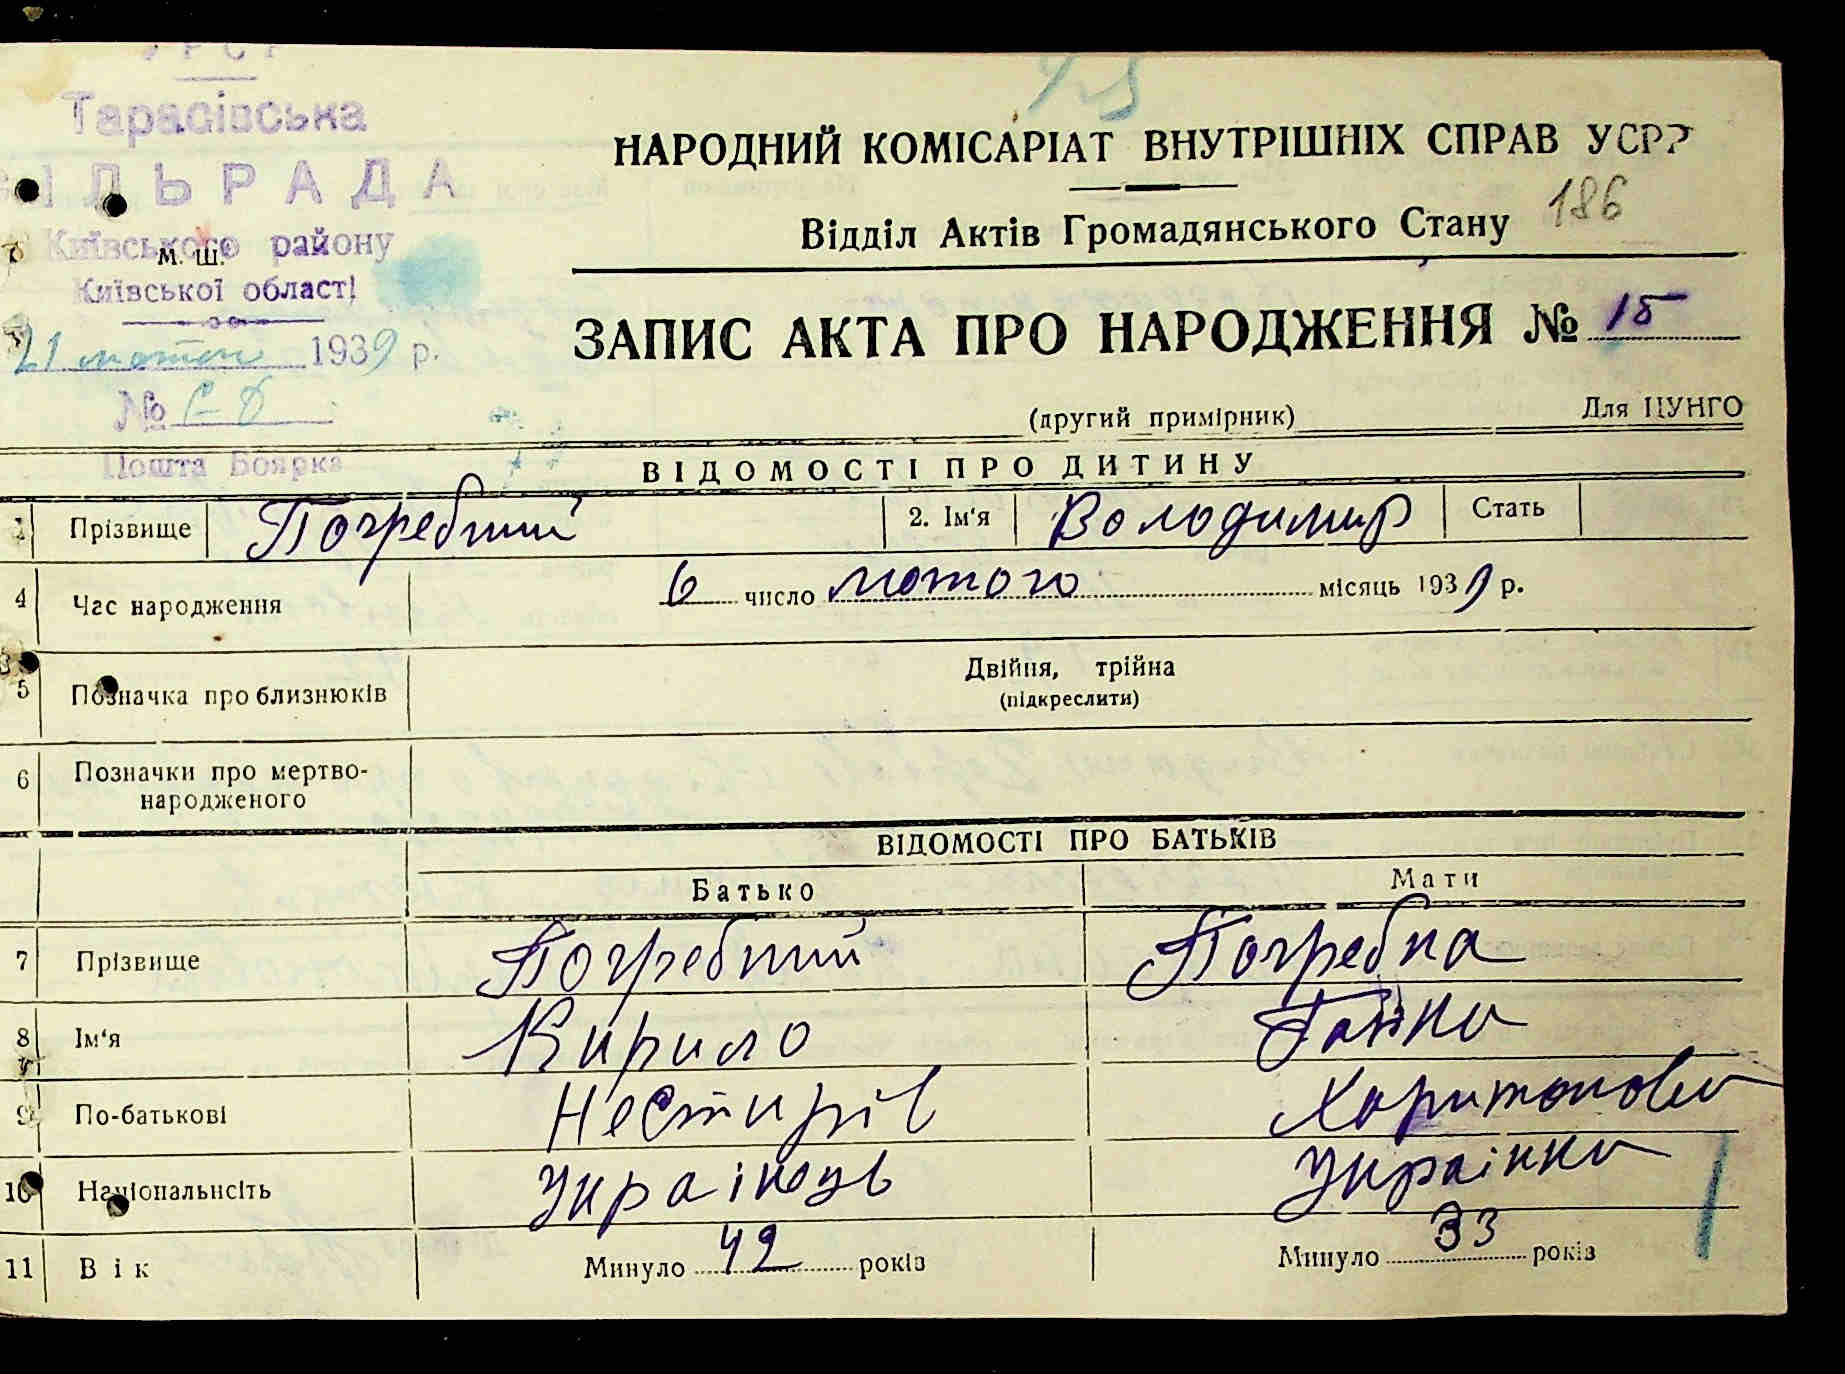 УРСР
Тарасівська
СІЛЬРАДА
Київського району
м. ш.
Київської області
21 лютого 1939 р.
№ С-Б
Пошта Боярка
НАРОДНИЙ КОМІСАРІАТ ВНУТРІШНІХ СПРАВ УСРР
Відділ Актів Громадянського Стану 186
ЗАПИС АКТА ПРО НАРОДЖЕННЯ № 15
(другий примірник) Для ЦУНГО
ВІДОМОСТІ ПРО ДИТИНУ
Прізвище Погребний 2. Ім'я Володимир Стать
4 Час народження 6 число лютого місяць 1939 р.
5 Позначка про близнюків Двійня, трійна
(підкреслити)
6 Позначки про мертво-
народженого
ВІДОМОСТІ ПРО БАТЬКІВ
Батько Мати
7 Прізвище Погребний Погребна
8 Ім'я Кирило Ганна
9 По-батькові Нестирів Харитонова
10 Національність Українець Українка
11 Вік Минуло 42 років Минуло 33 років